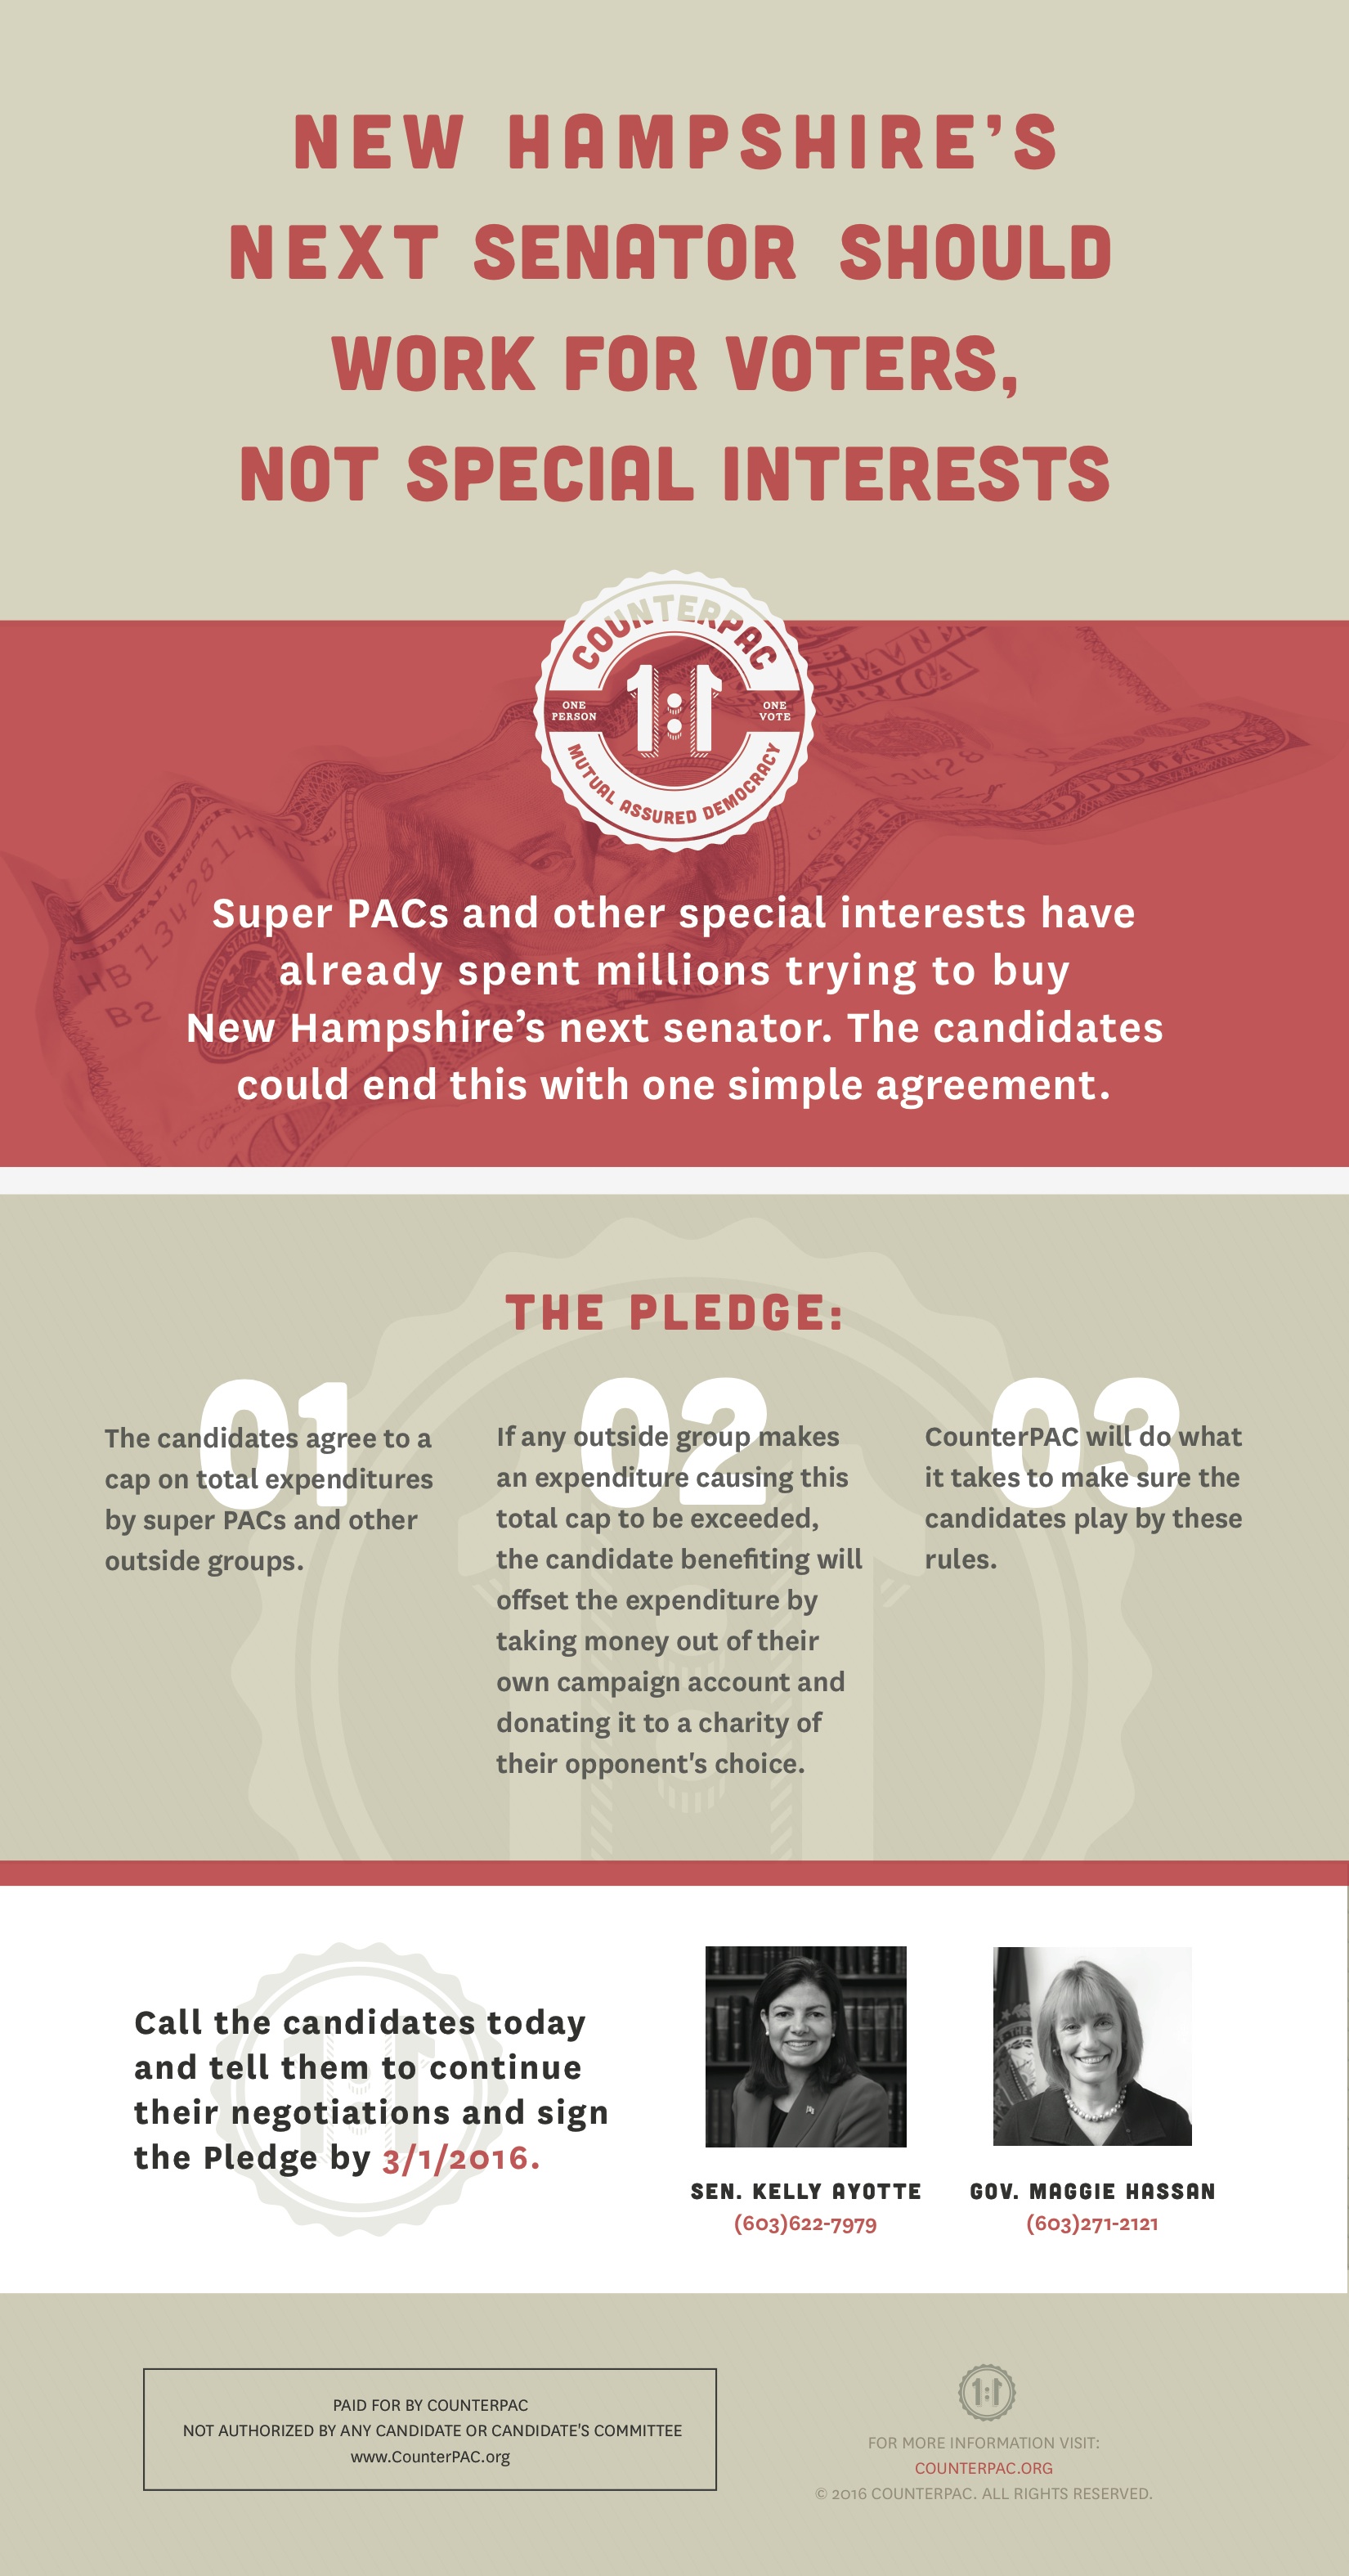 NEW HAMPSHIRE'S
NEXT SENATOR SHOULD
WORK FOR VOTERS,
NOT SPECIAL INTERESTS
COUNTERPAC
ONE
PERSON
1:1
ONE
VOTE
MUTUAL ASSURED DEMOCRACY
HB 1342814
B2
13428
Super PACs and other special interests have
already spent millions trying to buy
New Hampshire's next senator. The candidates
could end this with one simple agreement.
THE PLEDGE:
01
The candidates agree to a
cap on total expenditures
by super PACs and other
outside groups.
02
If any outside group makes
an expenditure causing this
total cap to be exceeded,
the candidate benefiting will
offset the expenditure by
taking money out of their
own campaign account and
donating it to a charity of
their opponent's choice.
03
CounterPAC will do what
it takes to make sure the
candidates play by these
rules.
Call the candidates today
and tell them to continue
their negotiations and sign
the Pledge by 3/1/2016.
SEN. KELLY AYOTTE
(603)622-7979
GOV. MAGGIE HASSAN
(603)271-2121
PAID FOR BY COUNTERPAC
NOT AUTHORIZED BY ANY CANDIDATE OR CANDIDATE'S COMMITTEE
www.CounterPAC.org
1:1
FOR MORE INFORMATION VISIT:
COUNTERPAC.ORG
© 2016 COUNTERPAC. ALL RIGHTS RESERVED.